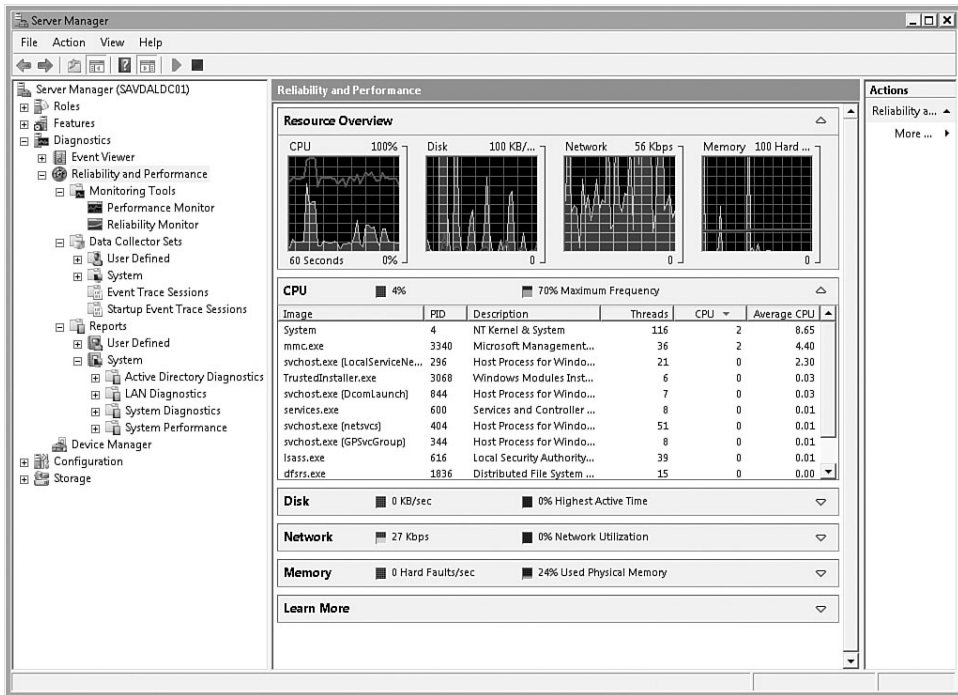 Server Manager
File Action View Help
Server Manager (SAVDALDC01)
Roles
Features
Diagnostics
Event Viewer
Reliability and Performance
Monitoring Tools
Performance Monitor
Reliability Monitor
Data Collector Sets
User Defined
System
Event Trace Sessions
Startup Event Trace Sessions
Reports
User Defined
System
Active Directory Diagnostics
LAN Diagnostics
System Diagnostics
System Performance
Device Manager
Configuration
Storage
Reliability and Performance
Resource Overview
CPU 100% Disk 100 KB/... Network 56 Kbps Memory 100 Hard ...
60 Seconds 0% 0 0 0
CPU 4% 70% Maximum Frequency
Image PID Description Threads CPU Average CPU
System 4 NT Kernel & System 116 2 8.65
mmc.exe 3340 Microsoft Management... 36 2 4.40
svchost.exe (LocalServiceNe... 296 Host Process for Windo... 21 0 2.30
TrustedInstaller.exe 3068 Windows Modules Inst... 6 0 0.03
svchost.exe (DcomLaunch) 844 Host Process for Windo... 7 0 0.03
services.exe 600 Services and Controller ... 8 0 0.01
svchost.exe (netsvcs) 404 Host Process for Windo... 51 0 0.01
svchost.exe (GPSvcGroup) 344 Host Process for Windo... 8 0 0.01
lsass.exe 616 Local Security Authority... 39 0 0.01
dfsrs.exe 1836 Distributed File System ... 15 0 0.00
Disk 0 KB/sec 0% Highest Active Time
Network 27 Kbps 0% Network Utilization
Memory 0 Hard Faults/sec 24% Used Physical Memory
Learn More
Actions
Reliability a...
More ...